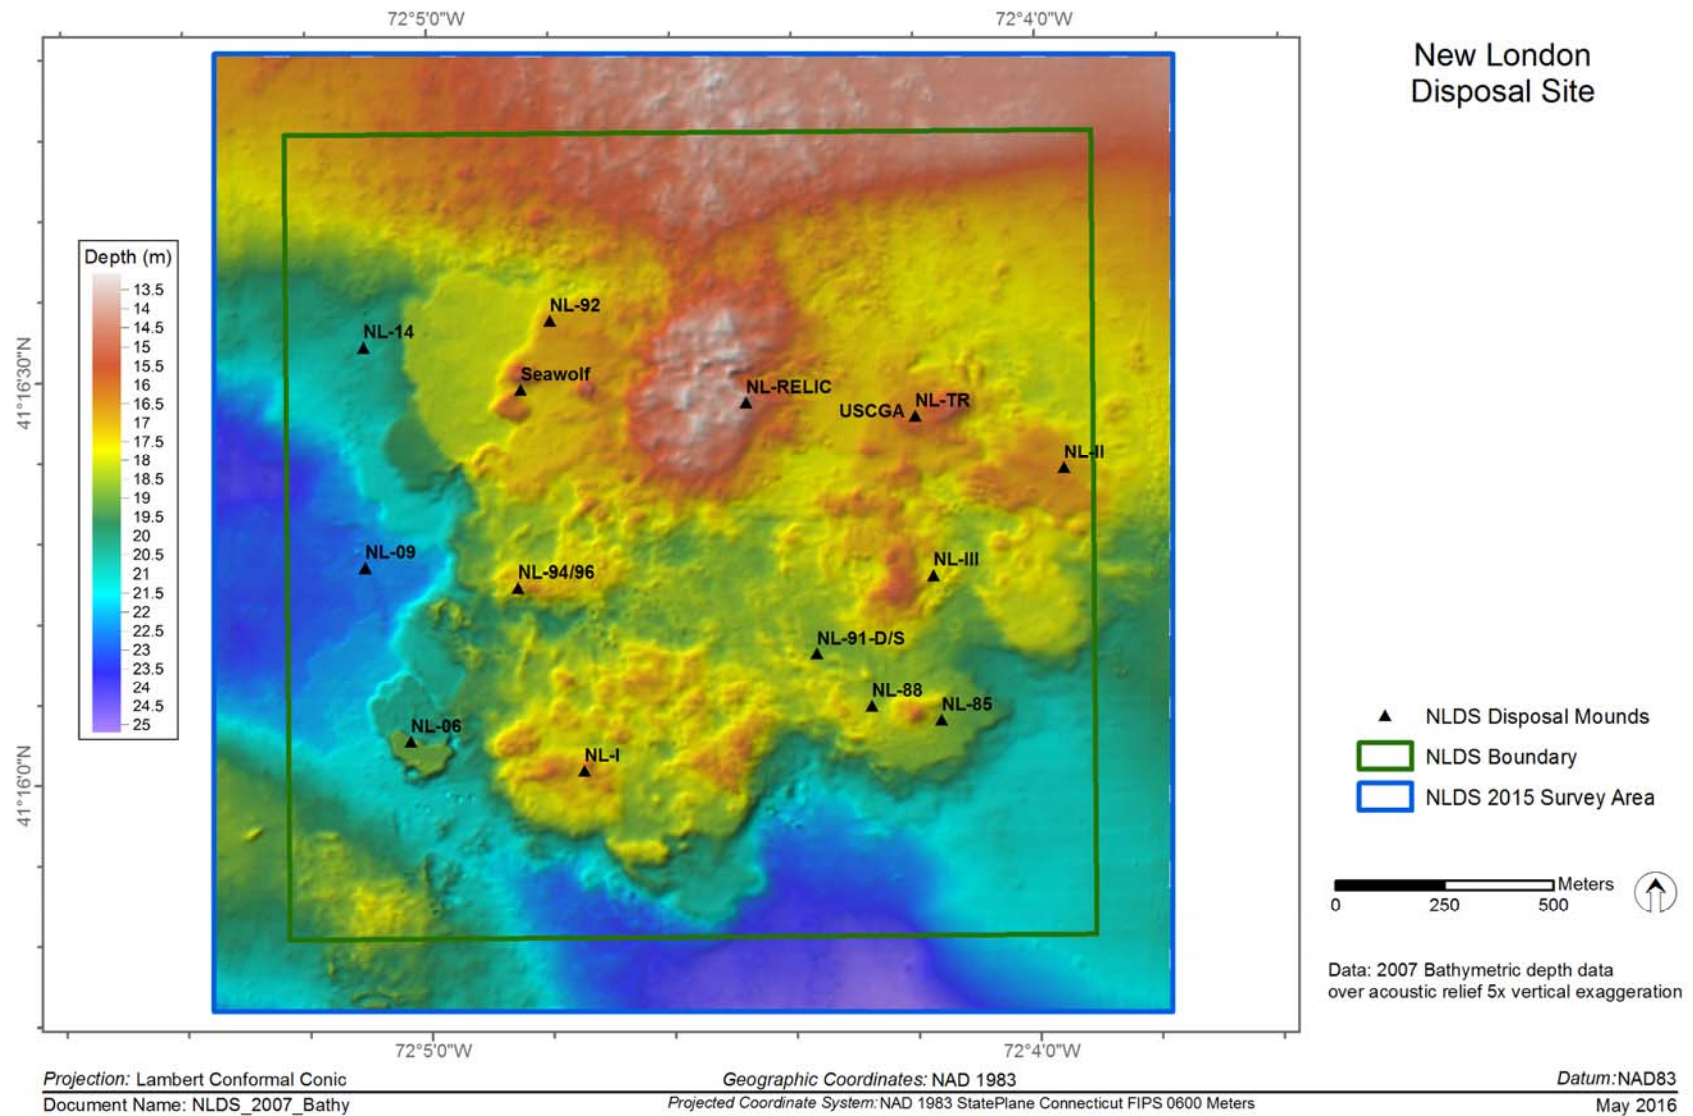 72°5'0"W
72°4'0"W
New London
Disposal Site
Depth (m)
13.5
14
14.5
15
15.5
16
16.5
17
17.5
18
18.5
19
19.5
20
20.5
21
21.5
22
22.5
23
23.5
24
24.5
25
41°16'30"N
41°16'0"N
NL-92
NL-14
Seawolf
NL-RELIC
USCGA
NL-TR
NL-II
NL-09
NL-94/96
NL-III
NL-91-D/S
NL-88
NL-85
NL-06
NL-I
NLDS Disposal Mounds
NLDS Boundary
NLDS 2015 Survey Area
Meters
0
250
500
Data: 2007 Bathymetric depth data
over acoustic relief 5x vertical exaggeration
72°5'0"W
72°4'0"W
Projection: Lambert Conformal Conic
Geographic Coordinates: NAD 1983
Datum:NAD83
Document Name: NLDS_2007_Bathy
Projected Coordinate System:NAD 1983 StatePlane Connecticut FIPS 0600 Meters
May 2016